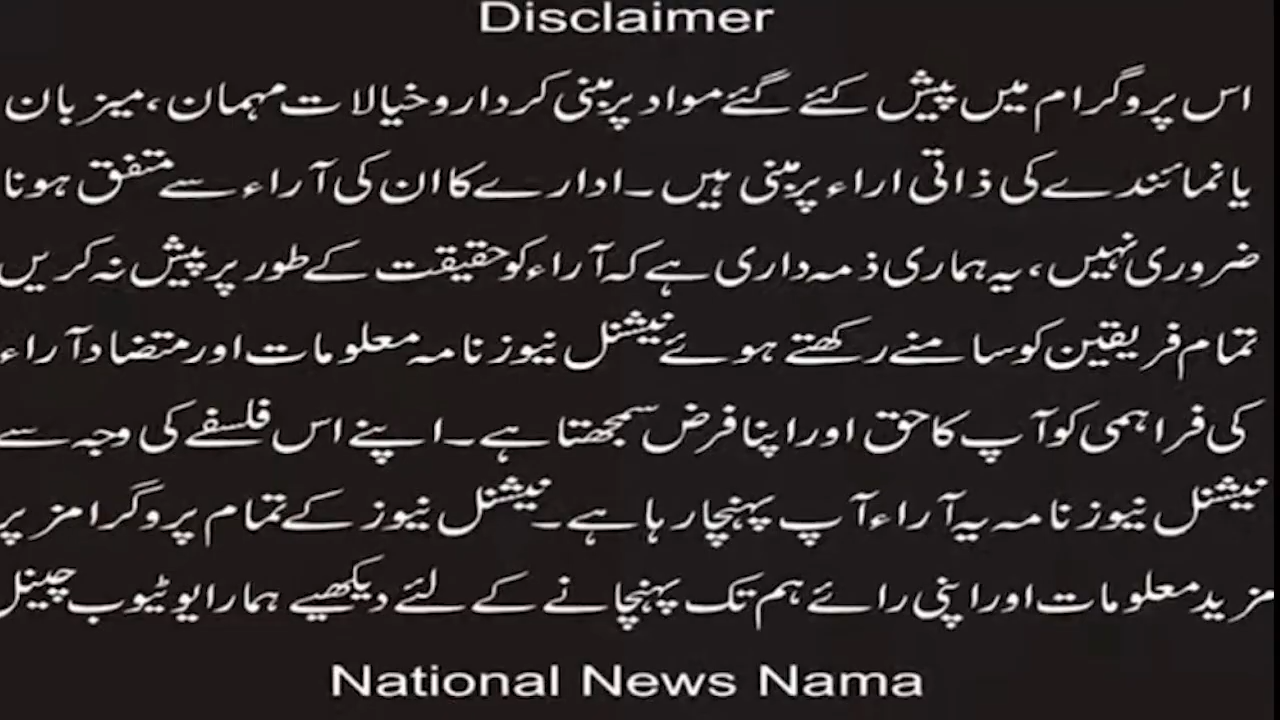 Disclaimer
اس پروگرام میں پیش کئے گئے مواد پر مبنی کردار و خیالات مہمان، میزبان
یا نمائندے کی ذاتی اراء پر مبنی ہیں۔ ادارے کا ان کی آراء سے متفق ہونا
ضروری نہیں، یہ ہماری ذمہ داری ہے کہ آراء کو حقیقت کے طور پر پیش نہ کریں
تمام فریقین کو سامنے رکھتے ہوئے نیشنل نیوز نامہ معلومات اور متضاد آراء
کی فراہمی کو آپ کا حق اور اپنا فرض سمجھتا ہے۔ اپنے اس فلسفے کی وجہ سے
نیشنل نیوز نامہ یہ آراء آپ پہنچا رہا ہے۔ نیشنل نیوز کے تمام پروگرامز پر
مزید معلومات اور اپنی رائے ہم تک پہنچانے کے لئے دیکھیے ہمارا یوٹیوب چینل
National News Nama